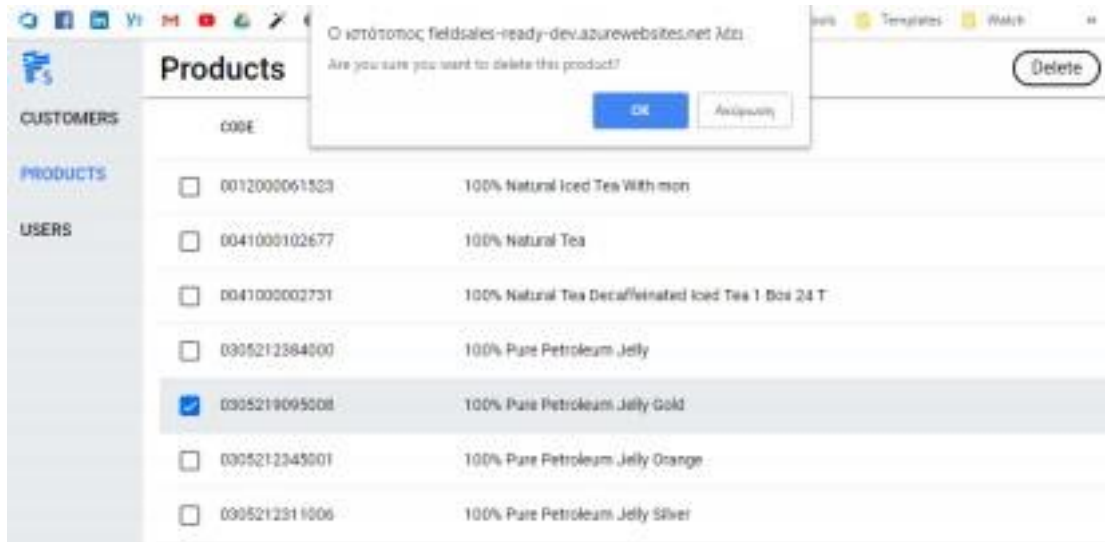 Templates Watch
Ο ιστότοπος fieldsales-ready-dev.azurewebsites.net λέει
Are you sure you want to delete this product?
OK Ακύρωση
Products
Delete
CUSTOMERS
PRODUCTS
USERS
CODE
0012000061523 100% Natural Iced Tea With mon
0041000102677 100% Natural Tea
0041000002731 100% Natural Tea Decaffeinated Iced Tea 1 Box 24 T
0305212384000 100% Pure Petroleum Jelly
0305219095008 100% Pure Petroleum Jelly Gold
0305212345001 100% Pure Petroleum Jelly Orange
0305212311006 100% Pure Petroleum Jelly Silver